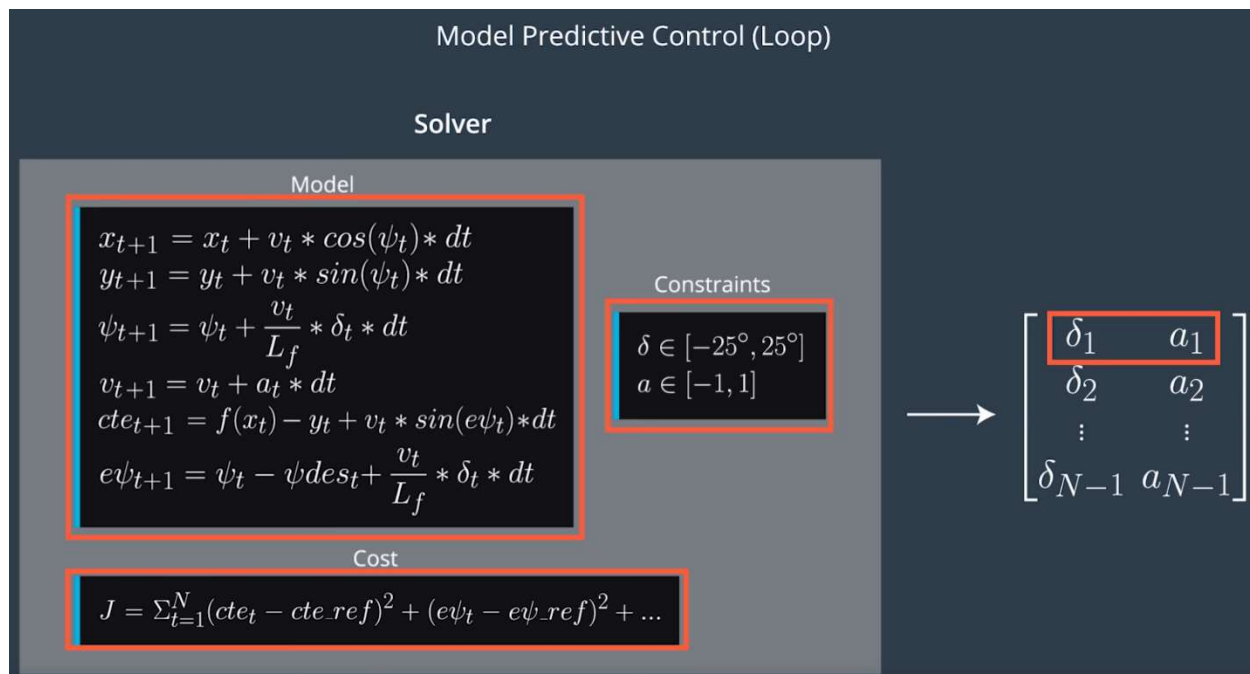 Model Predictive Control (Loop)
Solver
Model
x_{t+1} = x_t + v_t * cos(ψ_t) * dt
y_{t+1} = y_t + v_t * sin(ψ_t) * dt
ψ_{t+1} = ψ_t + \frac{v_t}{L_f} * δ_t * dt
v_{t+1} = v_t + a_t * dt
cte_{t+1} = f(x_t) - y_t + v_t * sin(eψ_t) * dt
eψ_{t+1} = ψ_t - ψdes_t + \frac{v_t}{L_f} * δ_t * dt
Constraints
δ ∈ [-25°, 25°]
a ∈ [-1, 1]
Cost
J = Σ_{t=1}^{N} (cte_t - cte_ref)^2 + (eψ_t - eψ_ref)^2 + ...
δ_1 a_1
δ_2 a_2
⋮ ⋮
δ_{N-1} a_{N-1}